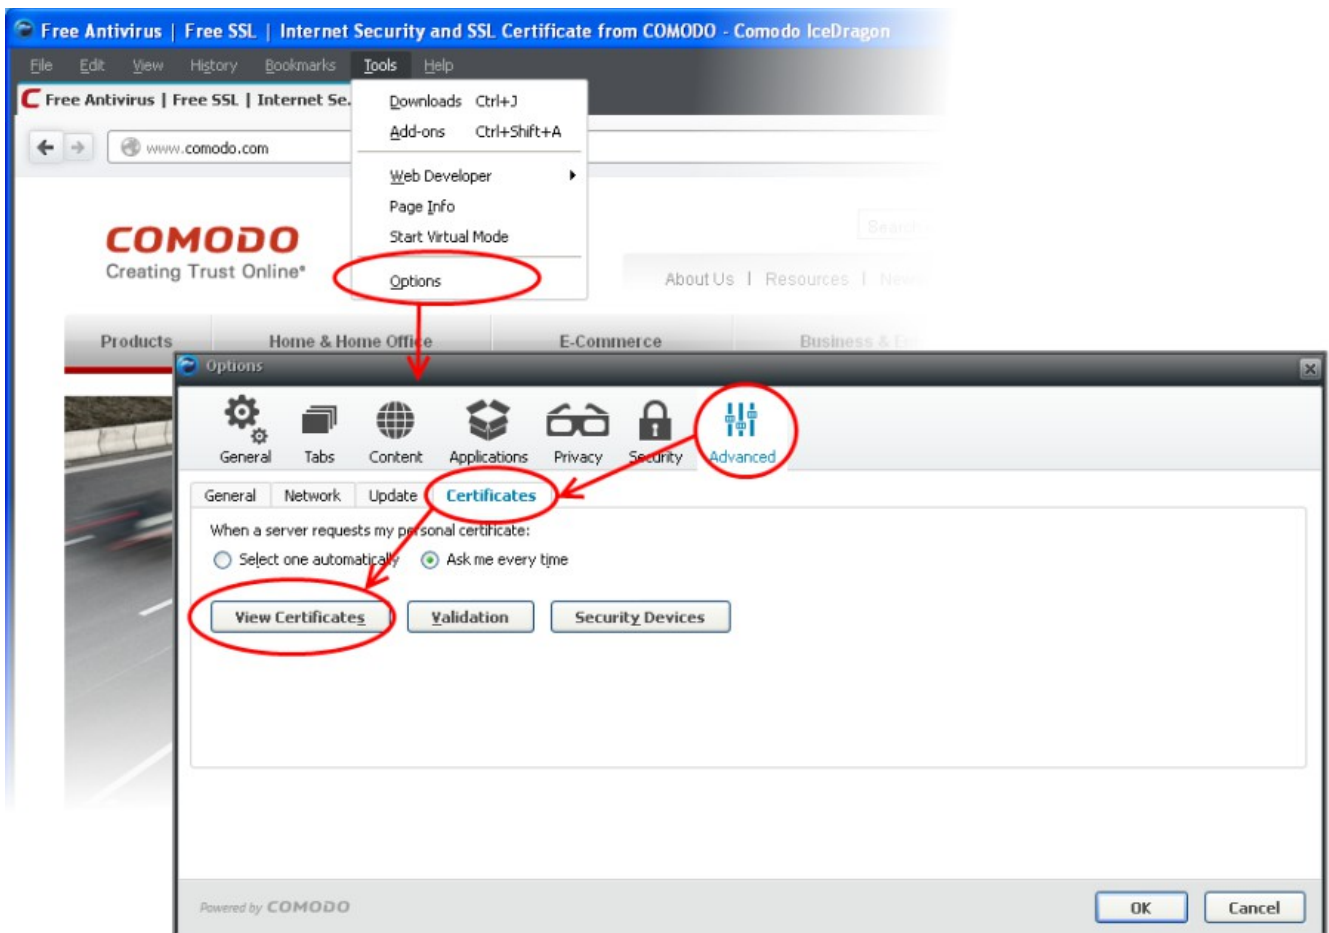 Free Antivirus | Free SSL | Internet Security and SSL Certificate from COMODO - Comodo IceDragon
File Edit View History Bookmarks Tools Help
C Free Antivirus | Free SSL | Internet Se.
Downloads Ctrl+J
Add-ons Ctrl+Shift+A
www.comodo.com
Web Developer
Page Info
Start Virtual Mode
Options
COMODO
Creating Trust Online®
Search
About Us | Resources | News
Products Home & Home Office E-Commerce Business &
Options
General Tabs Content Applications Privacy Security Advanced
General Network Update Certificates
When a server requests my personal certificate:
Select one automatically Ask me every time
View Certificates Validation Security Devices
Powered by COMODO
OK Cancel